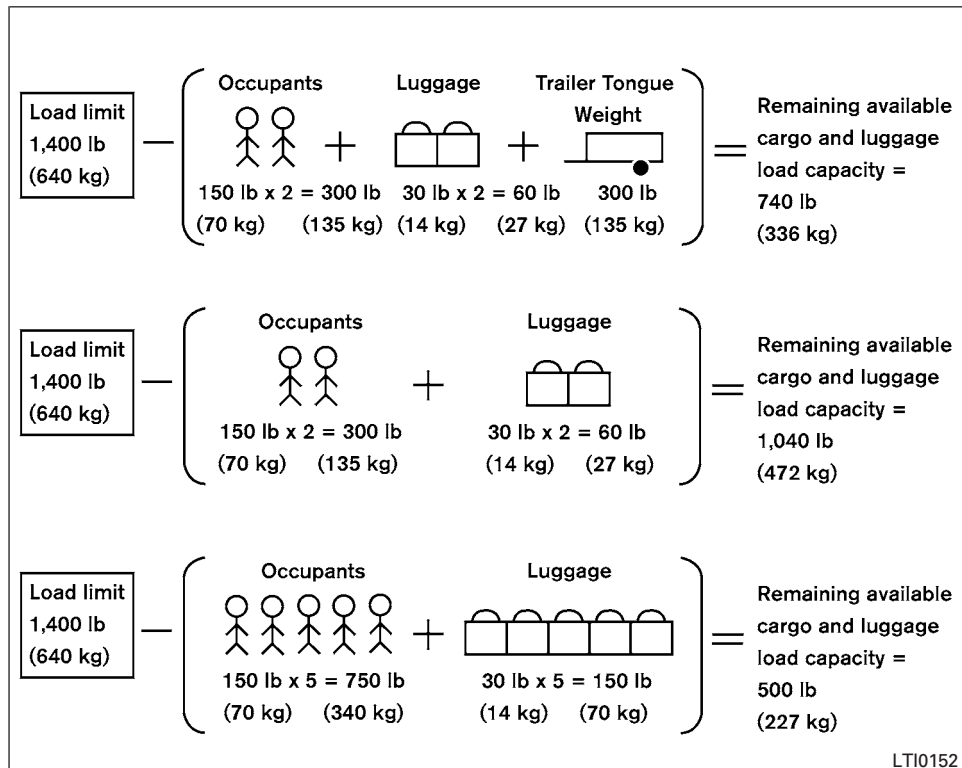 Load limit
1,400 lb
(640 kg)
−
Occupants
+
Luggage
+
Trailer Tongue
Weight
150 lb x 2 = 300 lb
(70 kg) (135 kg)
30 lb x 2 = 60 lb
(14 kg) (27 kg)
300 lb
(135 kg)
=
Remaining available
cargo and luggage
load capacity =
740 lb
(336 kg)
Load limit
1,400 lb
(640 kg)
−
Occupants
+
Luggage
150 lb x 2 = 300 lb
(70 kg) (135 kg)
30 lb x 2 = 60 lb
(14 kg) (27 kg)
=
Remaining available
cargo and luggage
load capacity =
1,040 lb
(472 kg)
Load limit
1,400 lb
(640 kg)
−
Occupants
+
Luggage
150 lb x 5 = 750 lb
(70 kg) (340 kg)
30 lb x 5 = 150 lb
(14 kg) (70 kg)
=
Remaining available
cargo and luggage
load capacity =
500 lb
(227 kg)
LTI0152